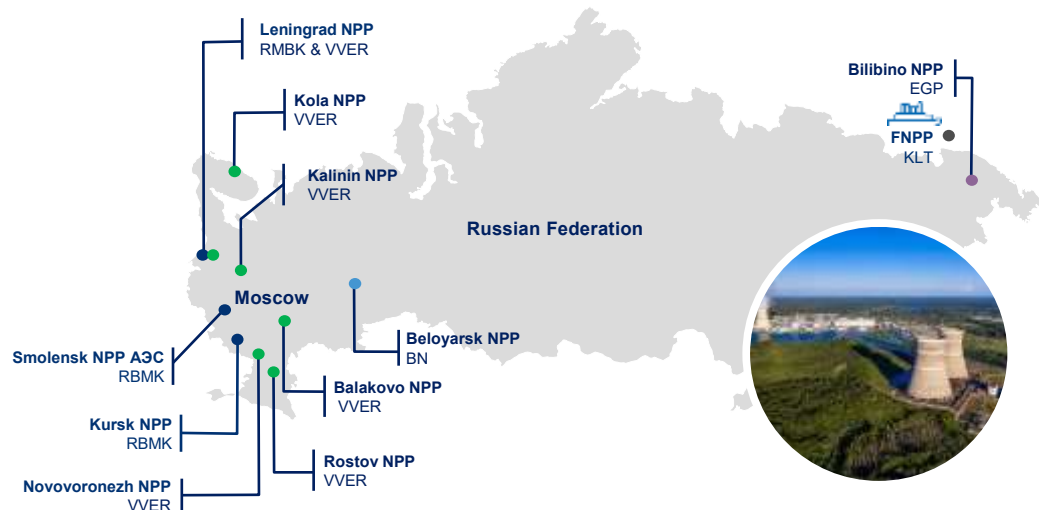 Leningrad NPP
RMBK & VVER
Kola NPP
VVER
Kalinin NPP
VVER
Bilibino NPP
EGP
FNPP
KLT
Russian Federation
Moscow
Smolensk NPP АЭС
RBMK
Kursk NPP
RBMK
Novovoronezh NPP
VVER
Beloyarsk NPP
BN
Balakovo NPP
VVER
Rostov NPP
VVER